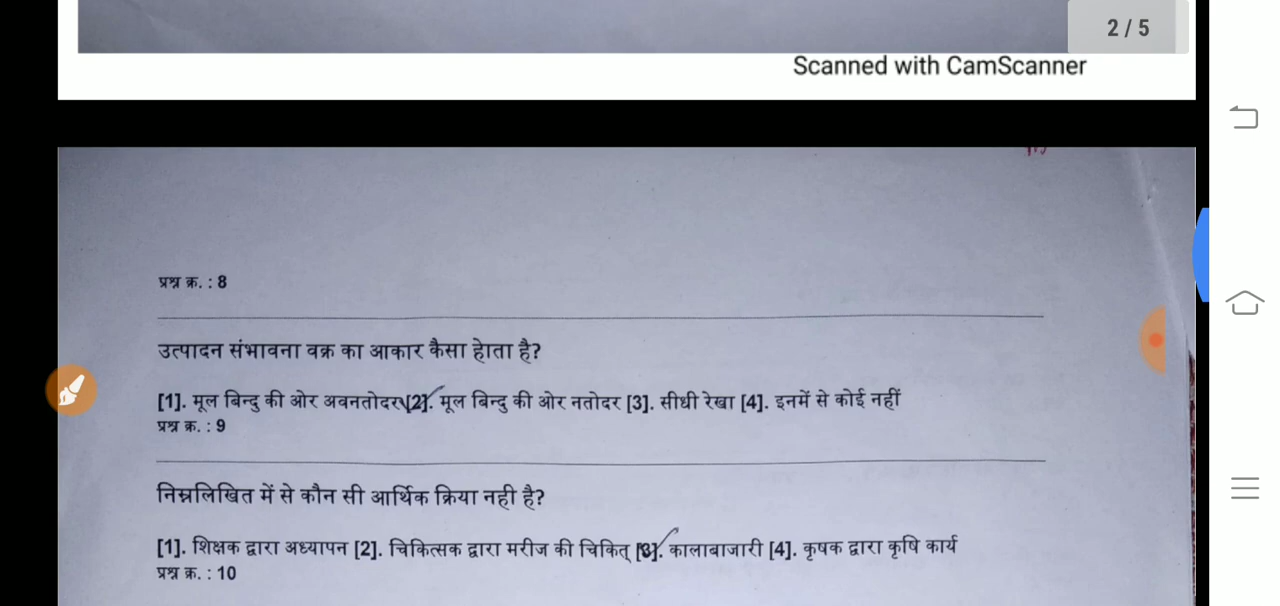 2 / 5
Scanned with CamScanner
प्रश्न क्र. : 8
उत्पादन संभावना वक्र का आकार कैसा हेाता है?
[1]. मूल बिन्दु की ओर अवनतोदर [2]. मूल बिन्दु की ओर नतोदर [3]. सीधी रेखा [4]. इनमें से कोई नहीं
प्रश्न क्र. : 9
निम्नलिखित में से कौन सी आर्थिक क्रिया नही है?
[1]. शिक्षक द्वारा अध्यापन [2]. चिकित्सक द्वारा मरीज की चिकित् [3]. कालाबाजारी [4]. कृषक द्वारा कृषि कार्य
प्रश्न क्र. : 10